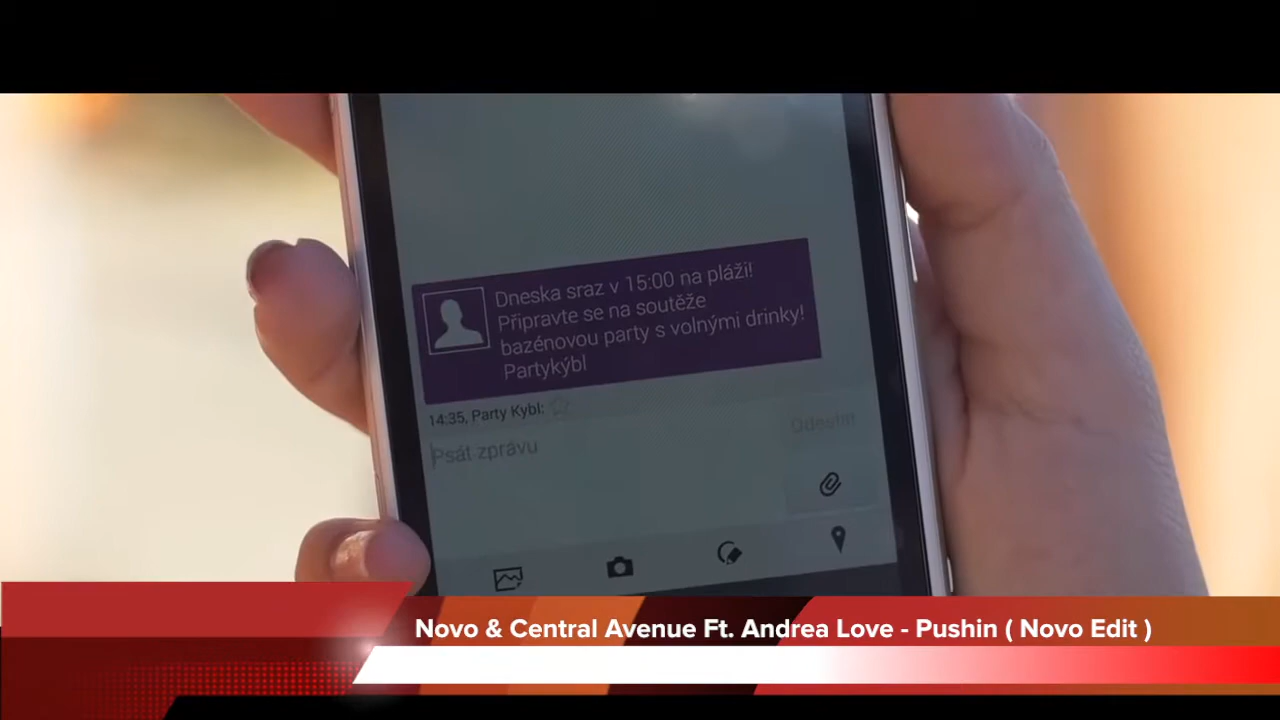 Dneska sraz v 15:00 na pláži!
Připravte se na soutěže
bazénovou party s volnými drinky!
Partykýbl
14:35, Party Kybl:
Odeslat
Psát zprávu
Novo & Central Avenue Ft. Andrea Love - Pushin ( Novo Edit )